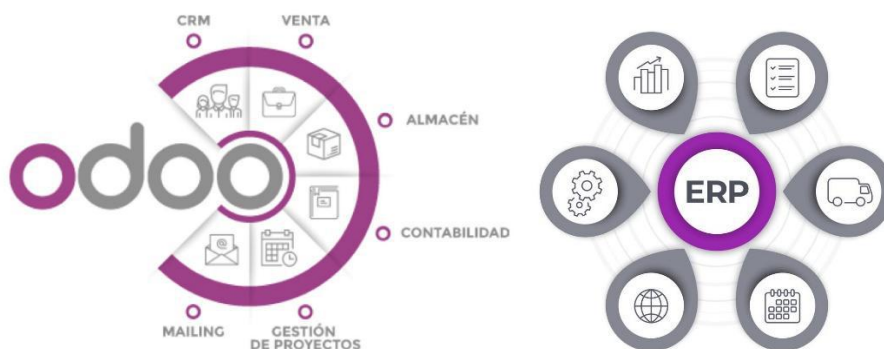 CRM
VENTA
ALMACÉN
odoo
ERP
CONTABILIDAD
MAILING
GESTIÓN
DE PROYECTOS